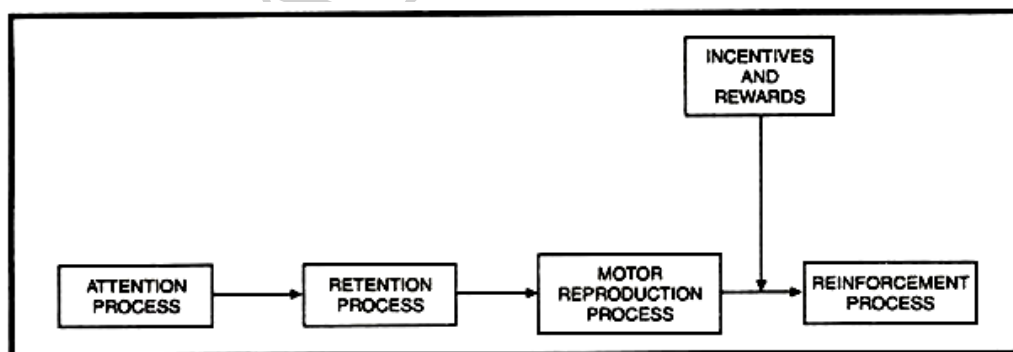 INCENTIVES
AND
REWARDS
ATTENTION
PROCESS
RETENTION
PROCESS
MOTOR
REPRODUCTION
PROCESS
REINFORCEMENT
PROCESS